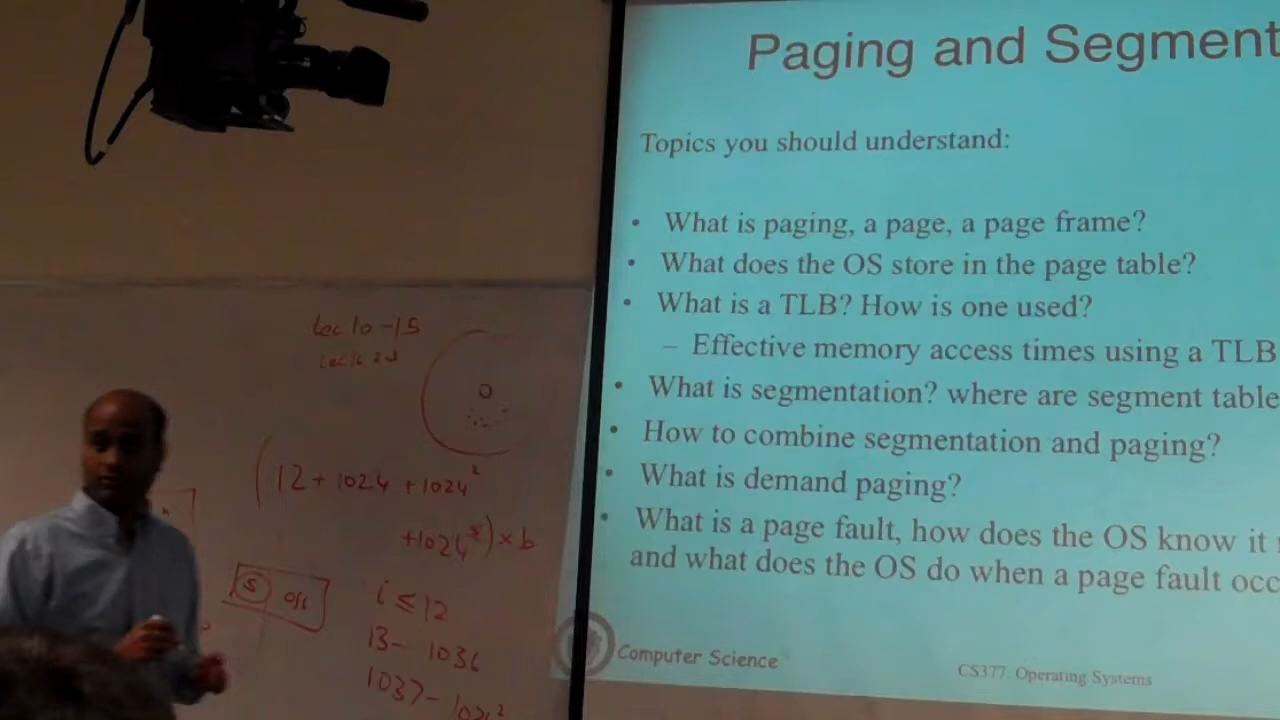 Paging and Segment
Topics you should understand:
• What is paging, a page, a page frame?
• What does the OS store in the page table?
• What is a TLB? How is one used?
– Effective memory access times using a TLB
• What is segmentation? where are segment table
• How to combine segmentation and paging?
• What is demand paging?
• What is a page fault, how does the OS know it
and what does the OS do when a page fault occ
Computer Science
CS377: Operating Systems
Lec 10-15
(12 + 1024 + 1024²
) × b
S off
i ≤ 12
13- 1036
1037-